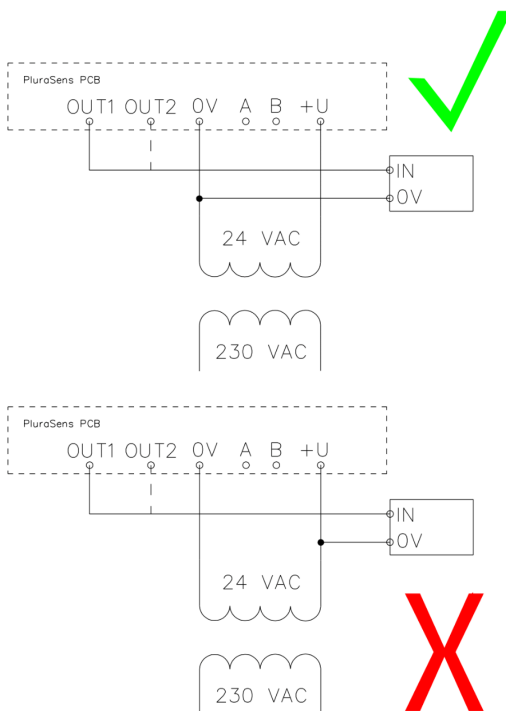 PluraSens PCB
OUT1 OUT2 0V A B +U
IN
0V
24 VAC
230 VAC
PluraSens PCB
OUT1 OUT2 0V A B +U
IN
0V
24 VAC
230 VAC